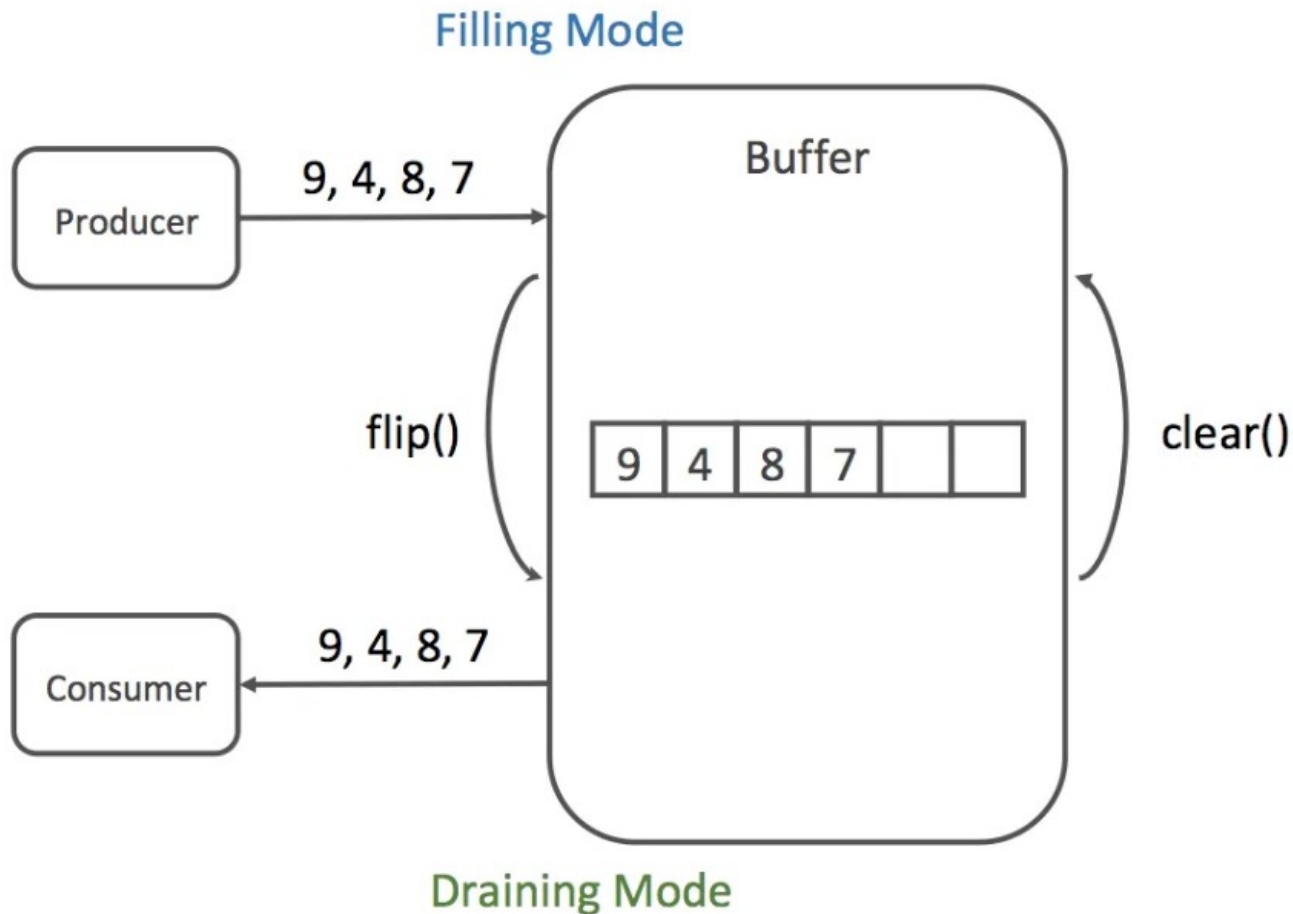 Filling Mode
Buffer
9, 4, 8, 7
Producer
flip()
clear()
9 4 8 7
9, 4, 8, 7
Consumer
Draining Mode